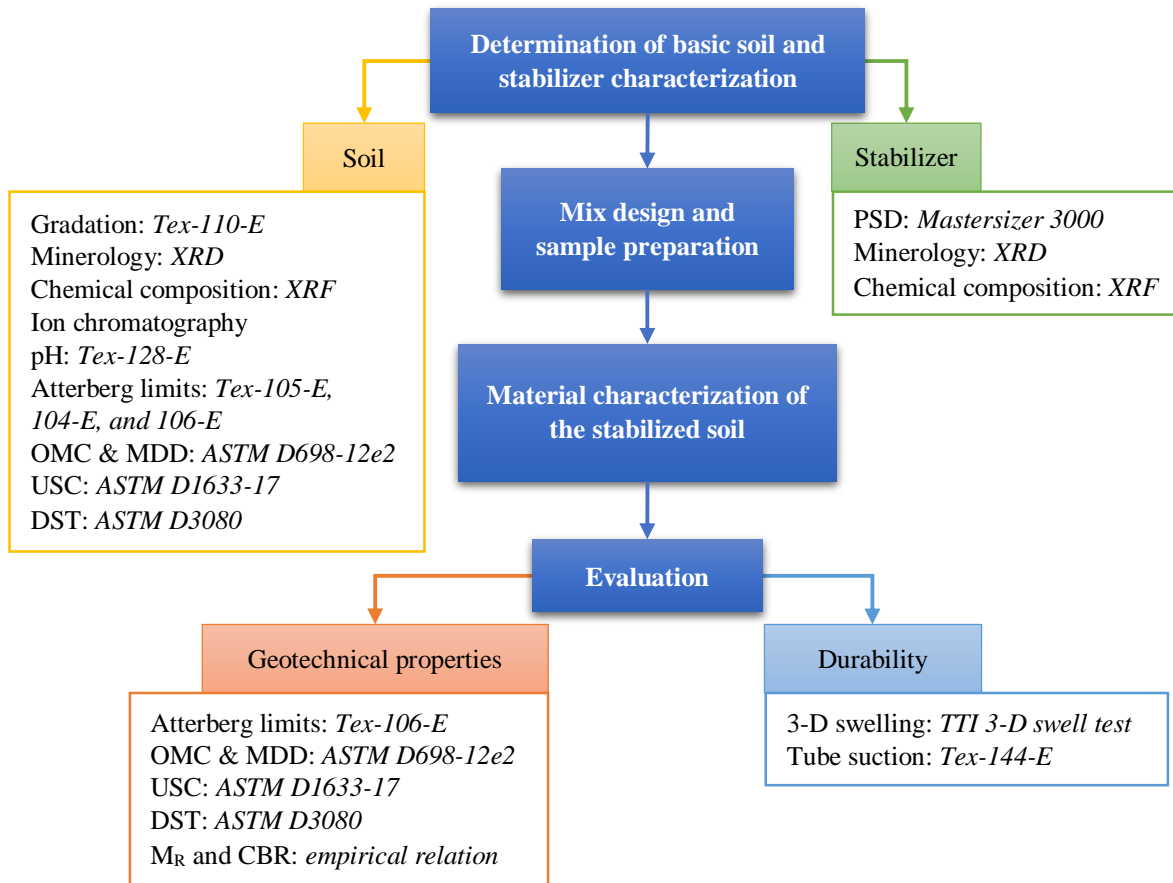 Determination of basic soil and
stabilizer characterization
Soil
Gradation: Tex-110-E
Minerology: XRD
Chemical composition: XRF
Ion chromatography
pH: Tex-128-E
Atterberg limits: Tex-105-E,
104-E, and 106-E
OMC & MDD: ASTM D698-12e2
USC: ASTM D1633-17
DST: ASTM D3080
Stabilizer
PSD: Mastersizer 3000
Minerology: XRD
Chemical composition: XRF
Mix design and
sample preparation
Material characterization of
the stabilized soil
Evaluation
Geotechnical properties
Atterberg limits: Tex-106-E
OMC & MDD: ASTM D698-12e2
USC: ASTM D1633-17
DST: ASTM D3080
MR and CBR: empirical relation
Durability
3-D swelling: TTI 3-D swell test
Tube suction: Tex-144-E